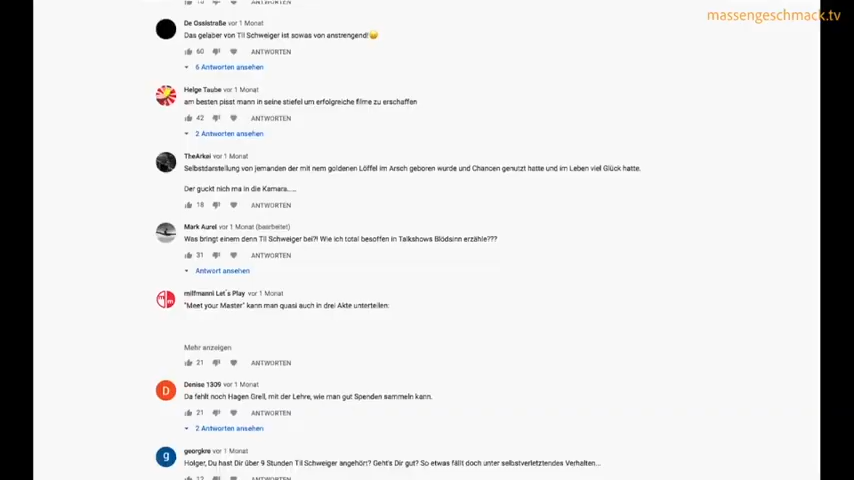 massengeschmack.tv
ANTWORTEN
De Ossistraße vor 1 Monat
Das gelaber von Til Schweiger ist sowas von anstrengend!😀
60 ANTWORTEN
6 Antworten ansehen
Helge Taube vor 1 Monat
am besten pisst mann in seine stiefel um erfolgreiche filme zu erschaffen
42 ANTWORTEN
2 Antworten ansehen
TheArkei vor 1 Monat
Selbstdarstellung von jemanden der mit nem goldenen Löffel im Arsch geboren wurde und Chancen genutzt hatte und im Leben viel Glück hatte.
Der guckt nich ma in die Kamara......
18 ANTWORTEN
Mark Aurel vor 1 Monat (bearbeitet)
Was bringt einem denn Til Schweiger bei?! Wie ich total besoffen in Talkshows Blödsinn erzähle???
31 ANTWORTEN
Antwort ansehen
milfmanni Let´s Play vor 1 Monat
"Meet your Master" kann man quasi auch in drei Akte unterteilen:
Mehr anzeigen
21 ANTWORTEN
D
Denise 1309 vor 1 Monat
Da fehlt noch Hagen Grell, mit der Lehre, wie man gut Spenden sammeln kann.
21 ANTWORTEN
2 Antworten ansehen
g
georgkre vor 1 Monat
Holger, Du hast Dir über 9 Stunden Til Schweiger angehört? Geht's Dir gut? So etwas fällt doch unter selbstverletztendes Verhalten...
12 ANTWORTEN